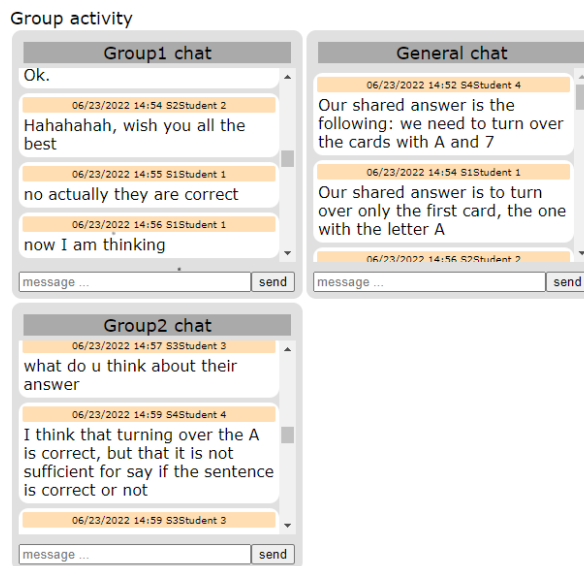 Group activity
Group1 chat
Ok.
06/23/2022 14:54 S2Student 2
Hahahahah, wish you all the
best
06/23/2022 14:55 S1Student 1
no actually they are correct
06/23/2022 14:56 S1Student 1
now I am thinking
message ...
send
General chat
06/23/2022 14:52 S4Student 4
Our shared answer is the
following: we need to turn over
the cards with A and 7
06/23/2022 14:54 S1Student 1
Our shared answer is to turn
over only the first card, the one
with the letter A
06/23/2022 14:56 S2Student 2
message ...
send
Group2 chat
06/23/2022 14:57 S3Student 3
what do u think about their
answer
06/23/2022 14:59 S4Student 4
I think that turning over the A
is correct, but that it is not
sufficient for say if the sentence
is correct or not
06/23/2022 14:59 S3Student 3
message ...
send